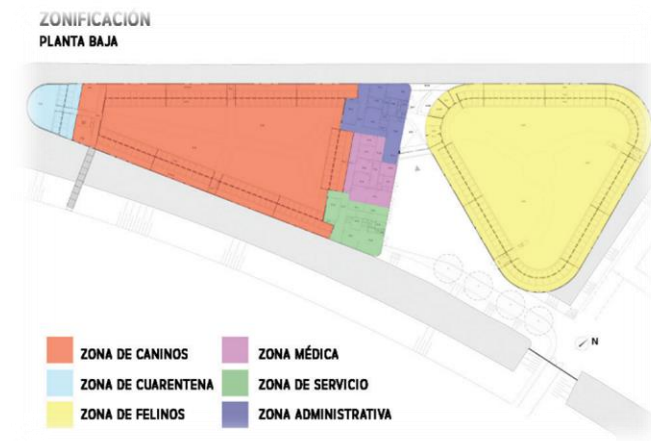 ZONIFICACIÓN
PLANTA BAJA
N
ZONA DE CANINOS
ZONA MÉDICA
ZONA DE CUARENTENA
ZONA DE SERVICIO
ZONA DE FELINOS
ZONA ADMINISTRATIVA